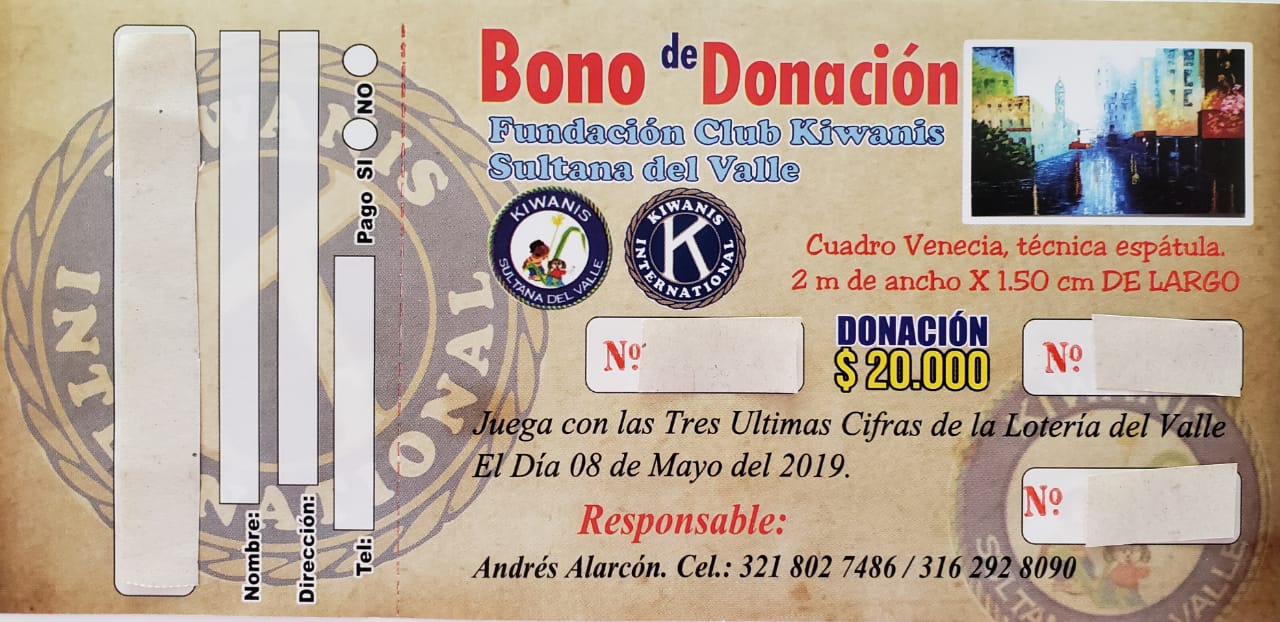 Nombre:
Dirección:
Tel:
Pago SI NO
KIWANIS
INTERNATIONAL
Bono de Donación
Fundación Club Kiwanis
Sultana del Valle
KIWANIS
SULTANA DEL VALLE
KIWANIS
INTERNATIONAL
Cuadro Venecia, técnica espátula.
2 m de ancho X 1.50 cm DE LARGO
Nº
DONACIÓN
$ 20.000
Nº
Juega con las Tres Ultimas Cifras de la Lotería del Valle
El Día 08 de Mayo del 2019.
Nº
Responsable:
Andrés Alarcón. Cel.: 321 802 7486 / 316 292 8090